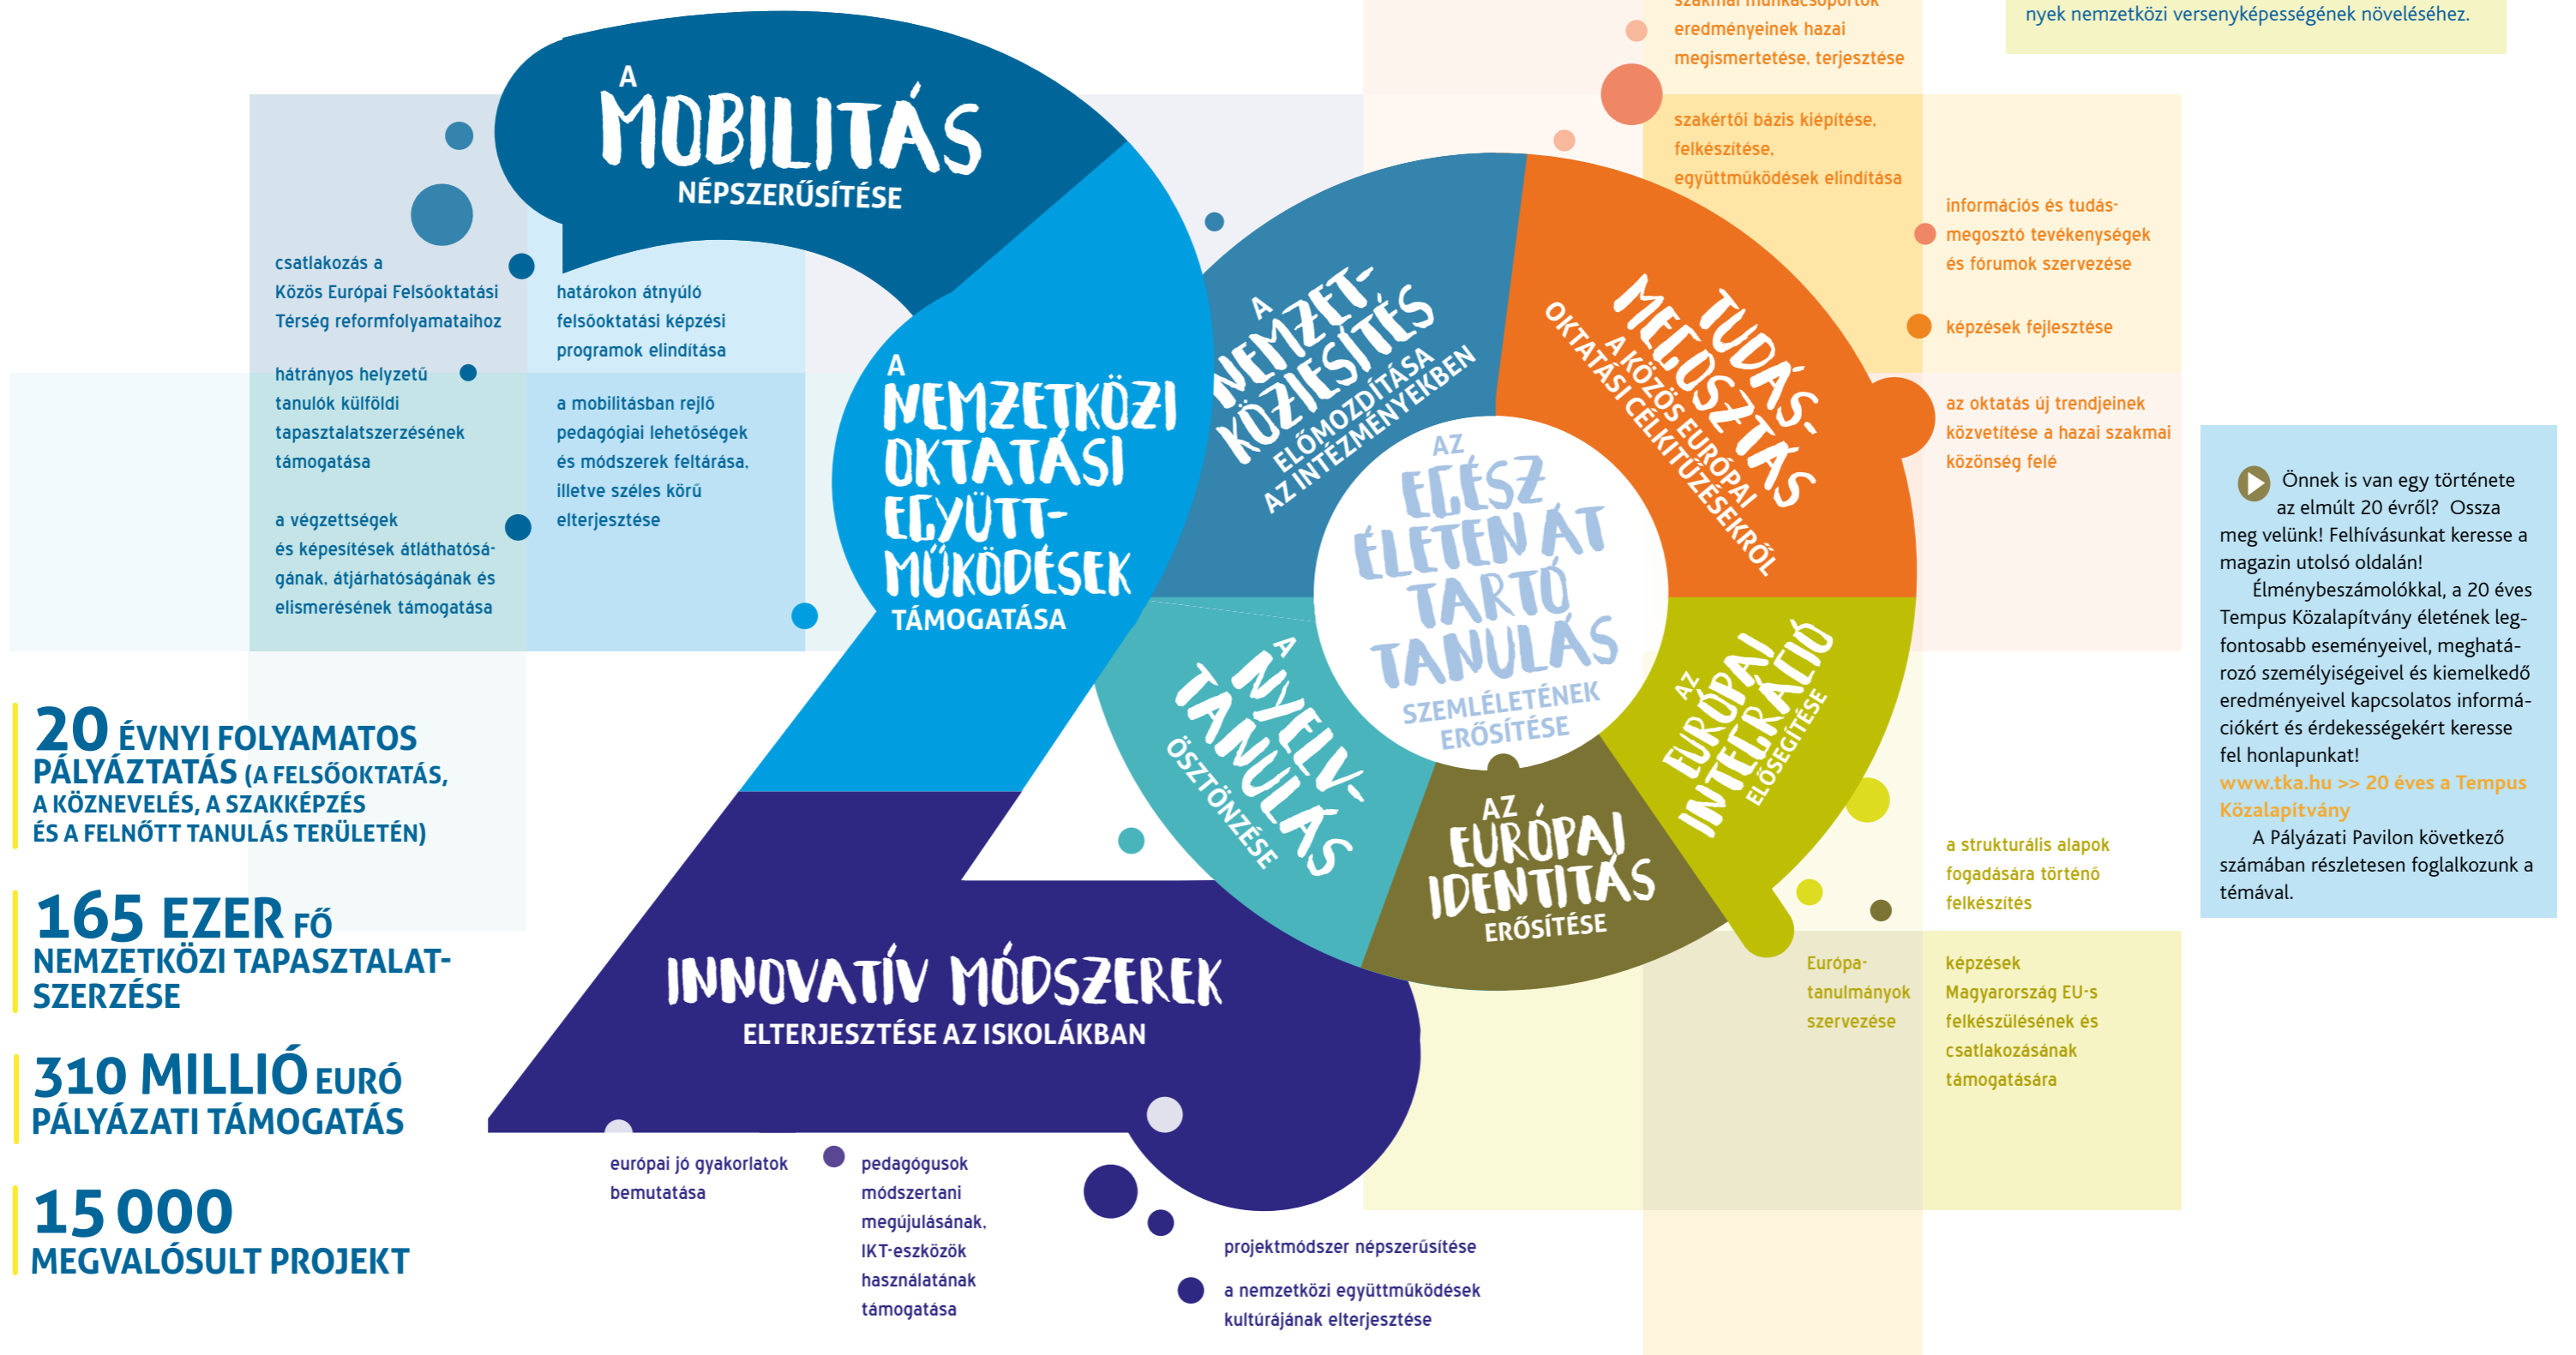 szakmai munkacsoportok
eredményeinek hazai
megismertetése, terjesztése
szakértői bázis kiépítése,
felkészítése,
együttműködések elindítása
nyek nemzetközi versenyképességének növeléséhez.
A
MOBILITÁS
NÉPSZERŰSÍTÉSE
csatlakozás a
Közös Európai Felsőoktatási
Térség reformfolyamataihoz
hátrányos helyzetű
tanulók külföldi
tapasztalatszerzésének
támogatása
a végzettségek
és képesítések átláthatósá-
gának, átjárhatóságának és
elismerésének támogatása
határokon átnyúló
felsőoktatási képzési
programok elindítása
a mobilitásban rejlő
pedagógiai lehetőségek
és módszerek feltárása,
illetve széles körű
elterjesztése
A
NEMZETKÖZI
OKTATÁSI
EGYÜTT-
MŰKÖDÉSEK
TÁMOGATÁSA
A
NEMZET-
KÖZIESÍTÉS
ELŐMOZDÍTÁSA
AZ INTÉZMÉNYEKBEN
TUDÁS-
MEGOSZTÁS
A KÖZÖS EURÓPAI
OKTATÁSI CÉLKITŰZÉSEKRŐL
információs és tudás-
megosztó tevékenységek
és fórumok szervezése
képzések fejlesztése
az oktatás új trendjeinek
közvetítése a hazai szakmai
közönség felé
AZ
EGÉSZ
ÉLETEN ÁT
TARTÓ
TANULÁS
SZEMLÉLETÉNEK
ERŐSÍTÉSE
A
NYELV-
TANULÁS
ÖSZTÖNZÉSE
AZ
EURÓPAI
IDENTITÁS
ERŐSÍTÉSE
AZ
EURÓPAI
INTEGRÁCIÓ
ELŐSEGÍTÉSE
a strukturális alapok
fogadására történő
felkészítés
Európa-
tanulmányok
szervezése
képzések
Magyarország EU-s
felkészülésének és
csatlakozásának
támogatására
Önnek is van egy története
az elmúlt 20 évről? Ossza
meg velünk! Felhívásunkat keresse a
magazin utolsó oldalán!
Élménybeszámolókkal, a 20 éves
Tempus Közalapítvány életének leg-
fontosabb eseményeivel, meghatá-
rozó személyiségeivel és kiemelkedő
eredményeivel kapcsolatos informá-
ciókért és érdekességekért keresse
fel honlapunkat!
www.tka.hu >> 20 éves a Tempus
Közalapítvány
A Pályázati Pavilon következő
számában részletesen foglalkozunk a
témával.
20 ÉVNYI FOLYAMATOS
PÁLYÁZTATÁS (A FELSŐOKTATÁS,
A KÖZNEVELÉS, A SZAKKÉPZÉS
ÉS A FELNŐTT TANULÁS TERÜLETÉN)
165 EZER FŐ
NEMZETKÖZI TAPASZTALAT-
SZERZÉSE
310 MILLIÓ EURÓ
PÁLYÁZATI TÁMOGATÁS
15 000
MEGVALÓSULT PROJEKT
INNOVATÍV MÓDSZEREK
ELTERJESZTÉSE AZ ISKOLÁKBAN
európai jó gyakorlatok
bemutatása
pedagógusok
módszertani
megújulásának,
IKT-eszközök
használatának
támogatása
projektmódszer népszerűsítése
a nemzetközi együttműködések
kultúrájának elterjesztése